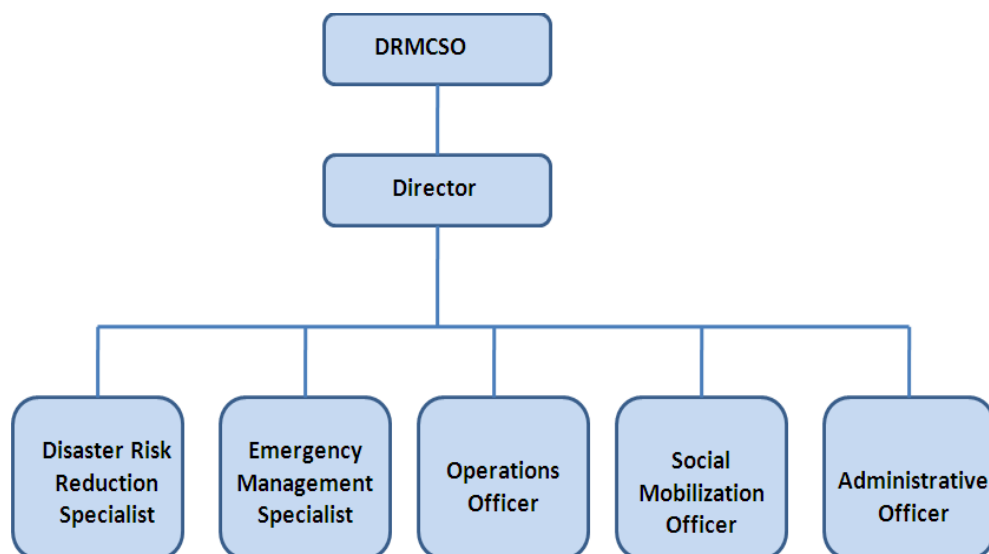 DRMCSO
Director
Disaster Risk
Reduction
Specialist
Emergency
Management
Specialist
Operations
Officer
Social
Mobilization
Officer
Administrative
Officer